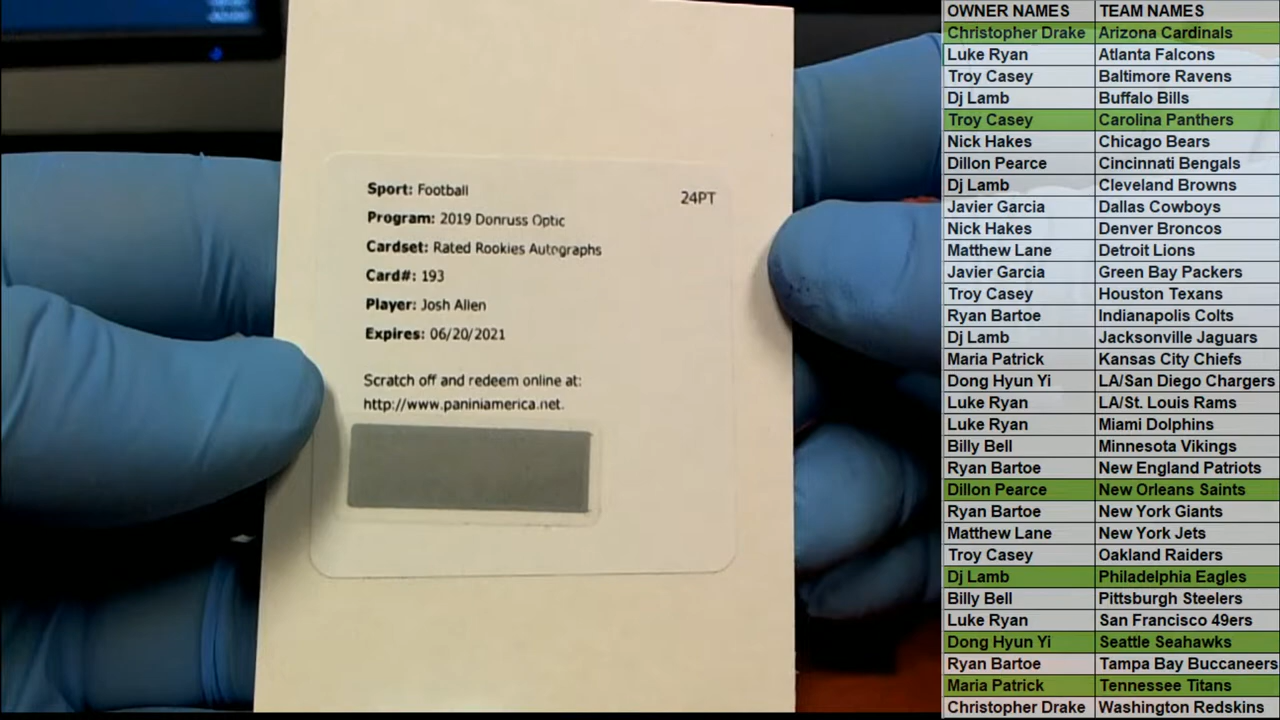 Sport: Football
24PT
Program: 2019 Donruss Optic
Cardset: Rated Rookies Autographs
Card#: 193
Player: Josh Allen
Expires: 06/20/2021
Scratch off and redeem online at:
http://www.paniniamerica.net.
OWNER NAMES TEAM NAMES
Christopher Drake Arizona Cardinals
Luke Ryan Atlanta Falcons
Troy Casey Baltimore Ravens
Dj Lamb Buffalo Bills
Troy Casey Carolina Panthers
Nick Hakes Chicago Bears
Dillon Pearce Cincinnati Bengals
Dj Lamb Cleveland Browns
Javier Garcia Dallas Cowboys
Nick Hakes Denver Broncos
Matthew Lane Detroit Lions
Javier Garcia Green Bay Packers
Troy Casey Houston Texans
Ryan Bartoe Indianapolis Colts
Dj Lamb Jacksonville Jaguars
Maria Patrick Kansas City Chiefs
Dong Hyun Yi LA/San Diego Chargers
Luke Ryan LA/St. Louis Rams
Luke Ryan Miami Dolphins
Billy Bell Minnesota Vikings
Ryan Bartoe New England Patriots
Dillon Pearce New Orleans Saints
Ryan Bartoe New York Giants
Matthew Lane New York Jets
Troy Casey Oakland Raiders
Dj Lamb Philadelphia Eagles
Billy Bell Pittsburgh Steelers
Luke Ryan San Francisco 49ers
Dong Hyun Yi Seattle Seahawks
Ryan Bartoe Tampa Bay Buccaneers
Maria Patrick Tennessee Titans
Christopher Drake Washington Redskins